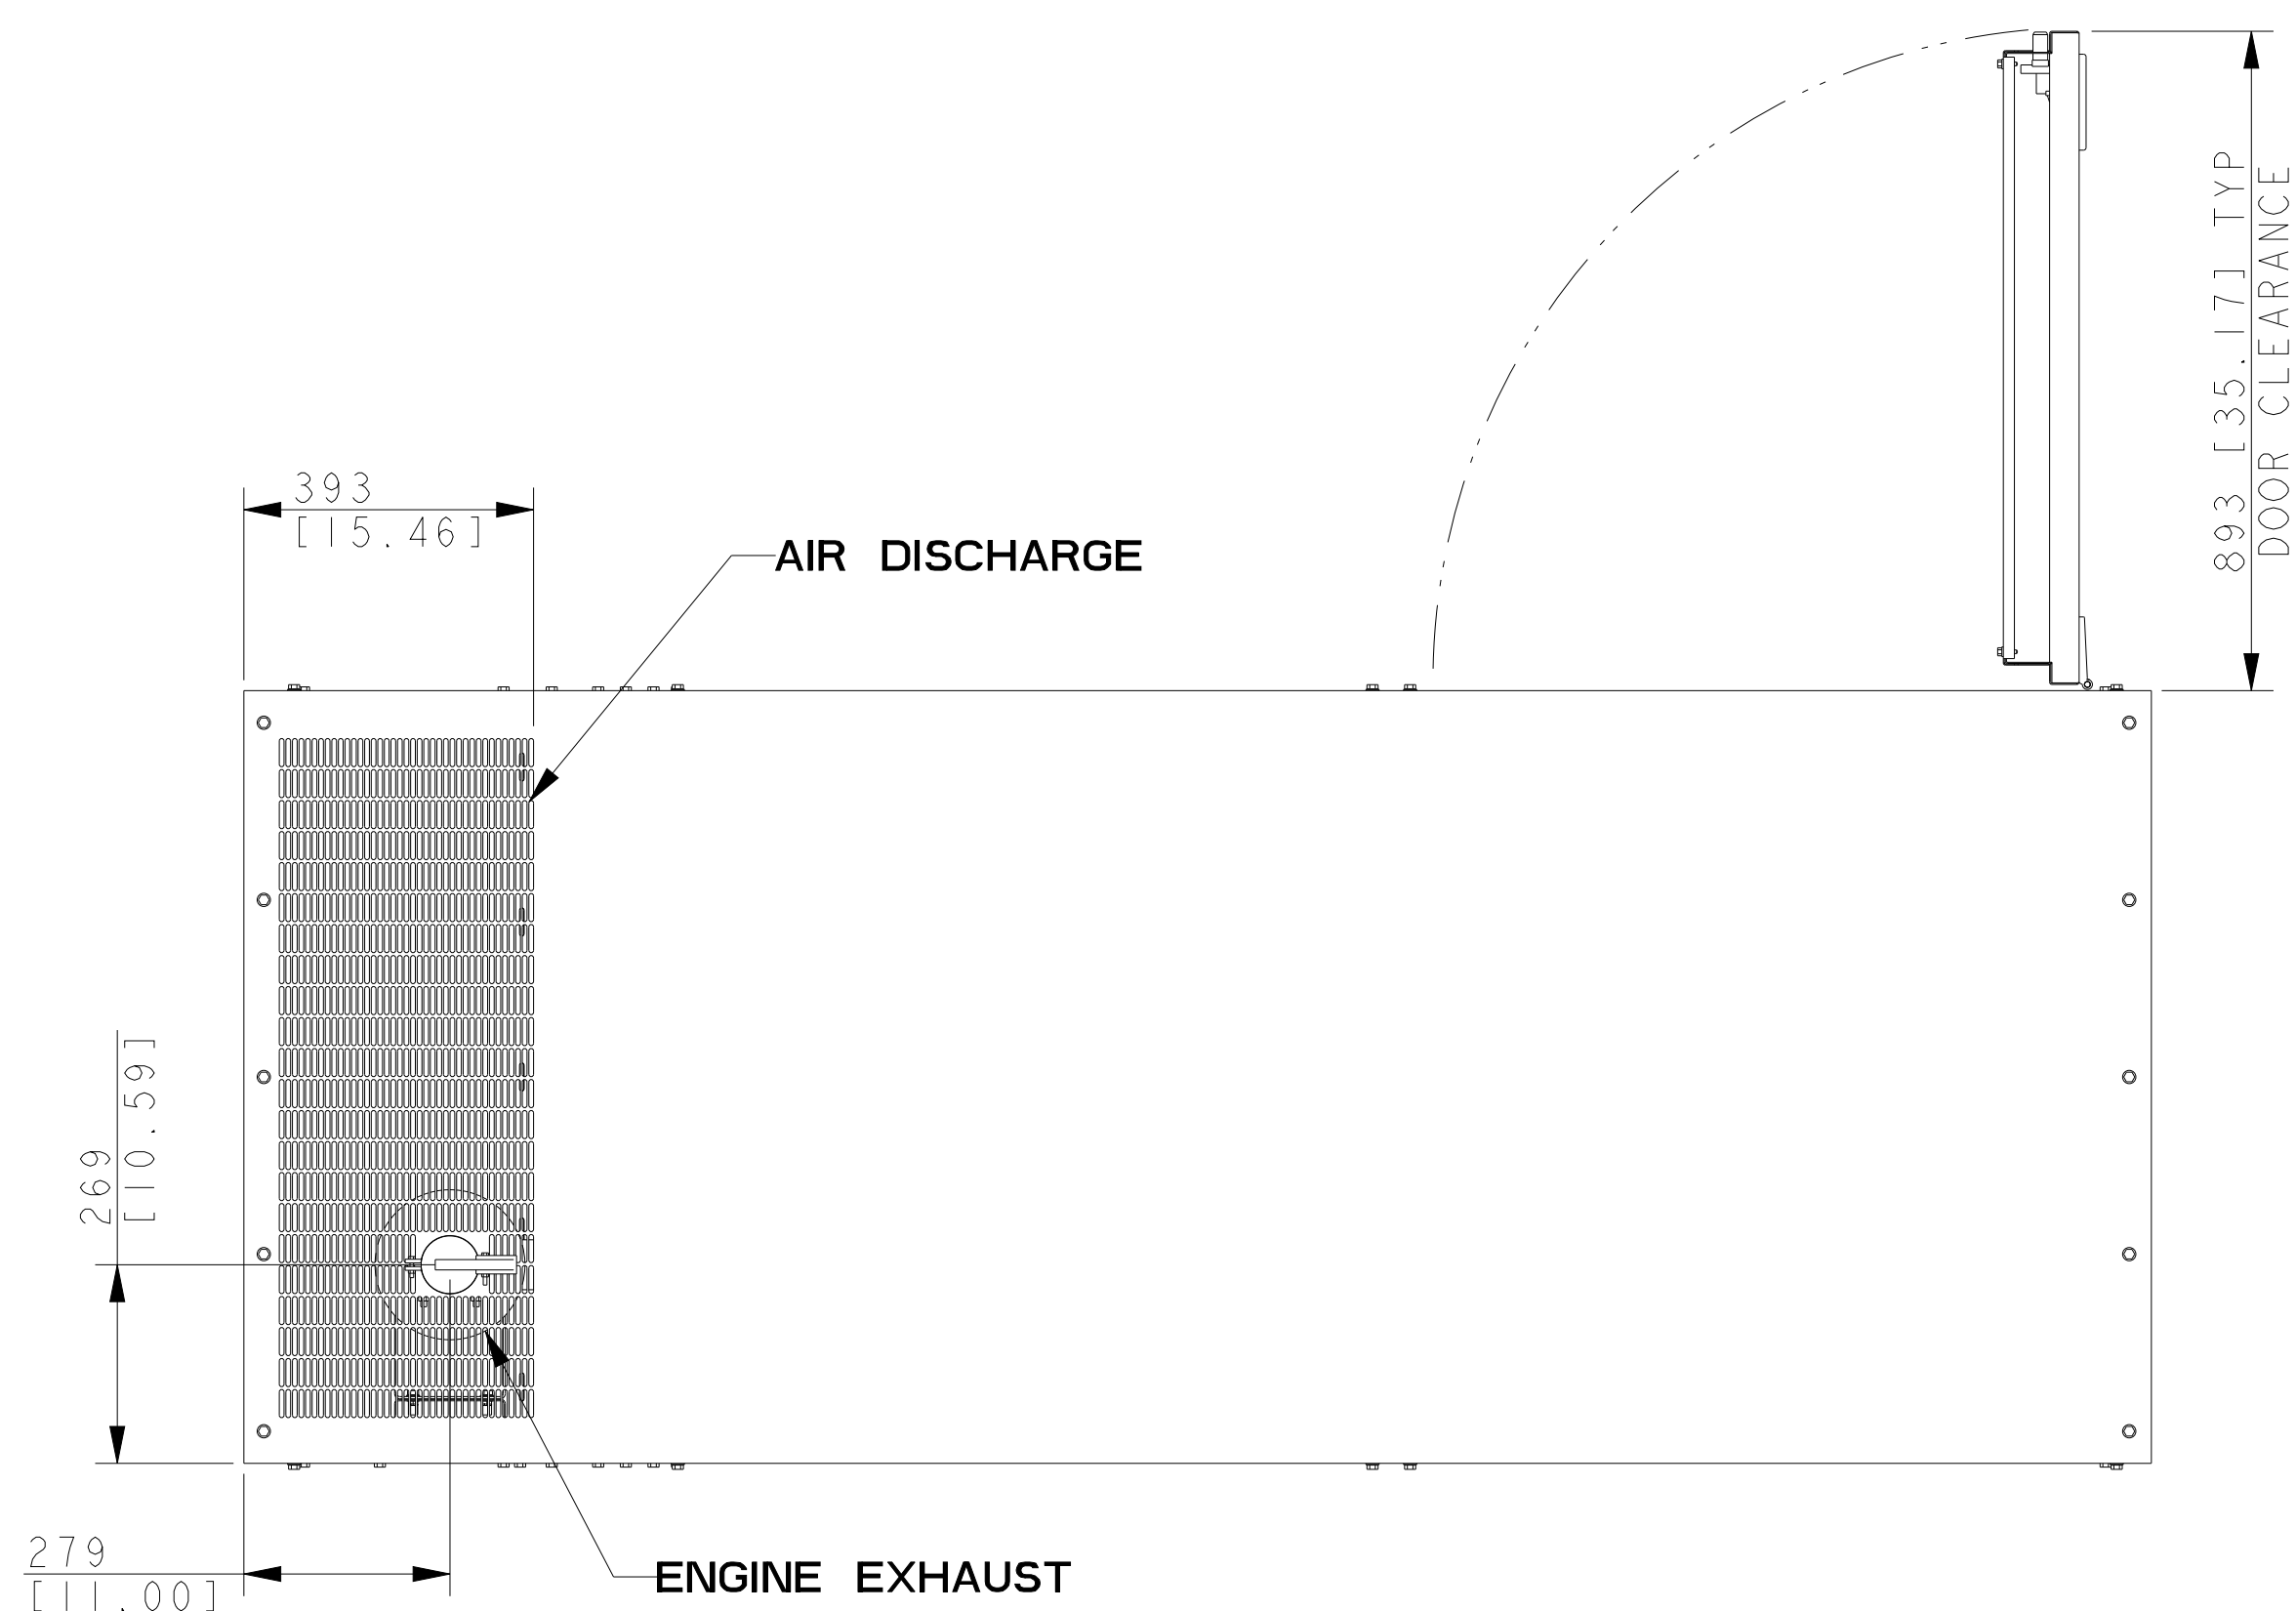 893 [35.17] TYP
DOOR CLEARANCE
393
[15.46]
AIR DISCHARGE
269
[10.59]
279
[11.00]
ENGINE EXHAUST